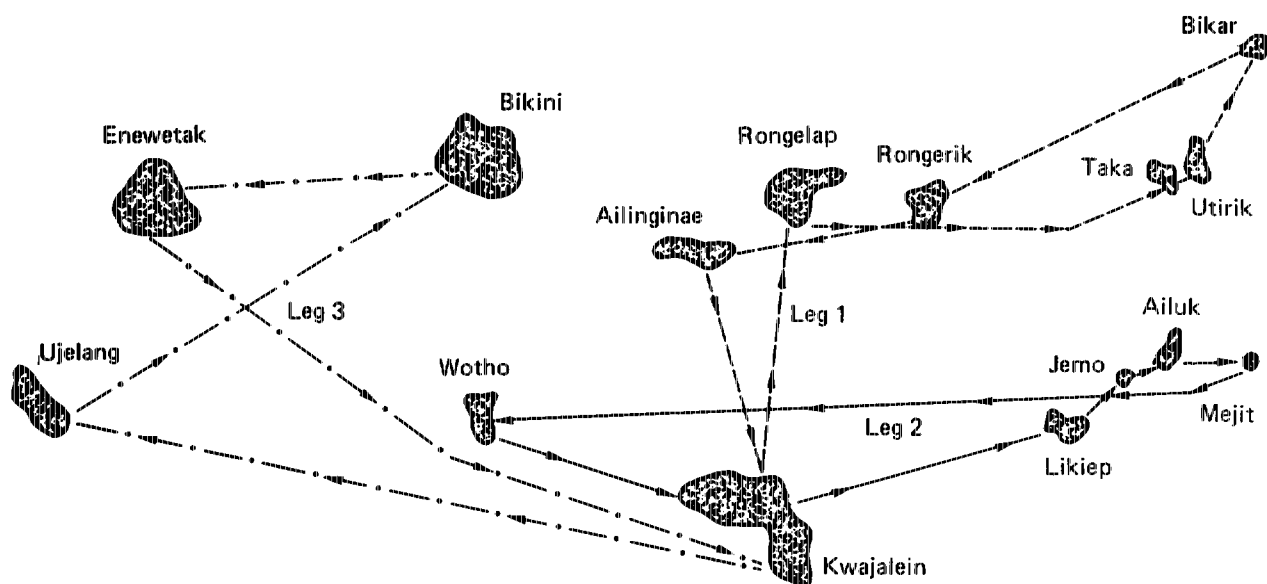 Bikar
Bikini
Enewetak
Rongelap
Rongerik
Taka
Utirik
Ailinginae
Leg 3
Leg 1
Ailuk
Ujelang
Wotho
Jemo
Mejit
Leg 2
Likiep
Kwajalein